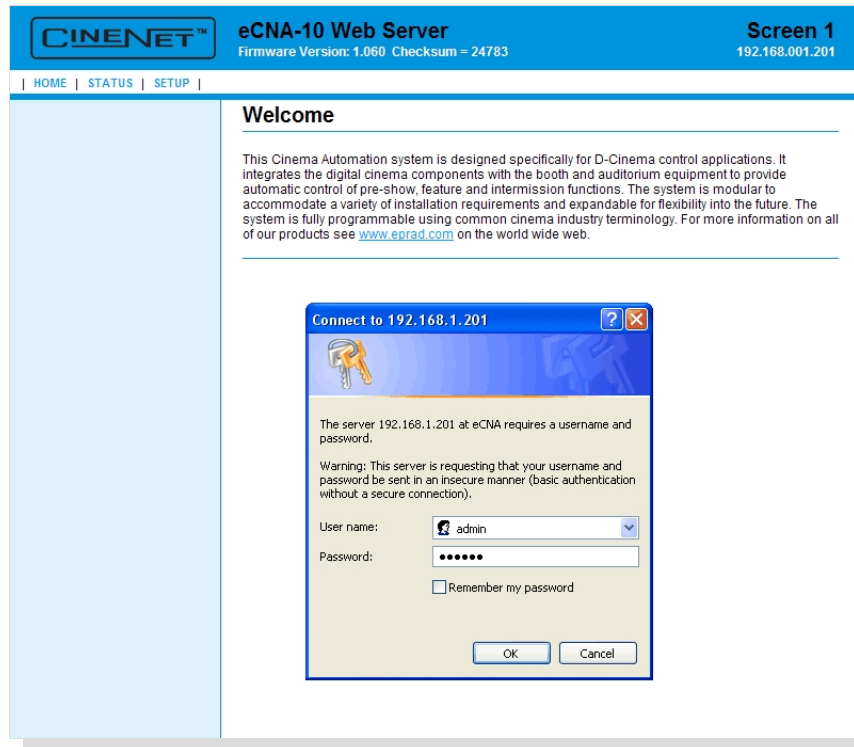 CINENET™
eCNA-10 Web Server
Firmware Version: 1.060 Checksum = 24783
Screen 1
192.168.001.201
| HOME | STATUS | SETUP |
Welcome
This Cinema Automation system is designed specifically for D-Cinema control applications. It
integrates the digital cinema components with the booth and auditorium equipment to provide
automatic control of pre-show, feature and intermission functions. The system is modular to
accommodate a variety of installation requirements and expandable for flexibility into the future. The
system is fully programmable using common cinema industry terminology. For more information on all
of our products see www.eprad.com on the world wide web.
Connect to 192.168.1.201
The server 192.168.1.201 at eCNA requires a username and
password.
Warning: This server is requesting that your username and
password be sent in an insecure manner (basic authentication
without a secure connection).
User name:
admin
Password:
••••••
Remember my password
OK
Cancel